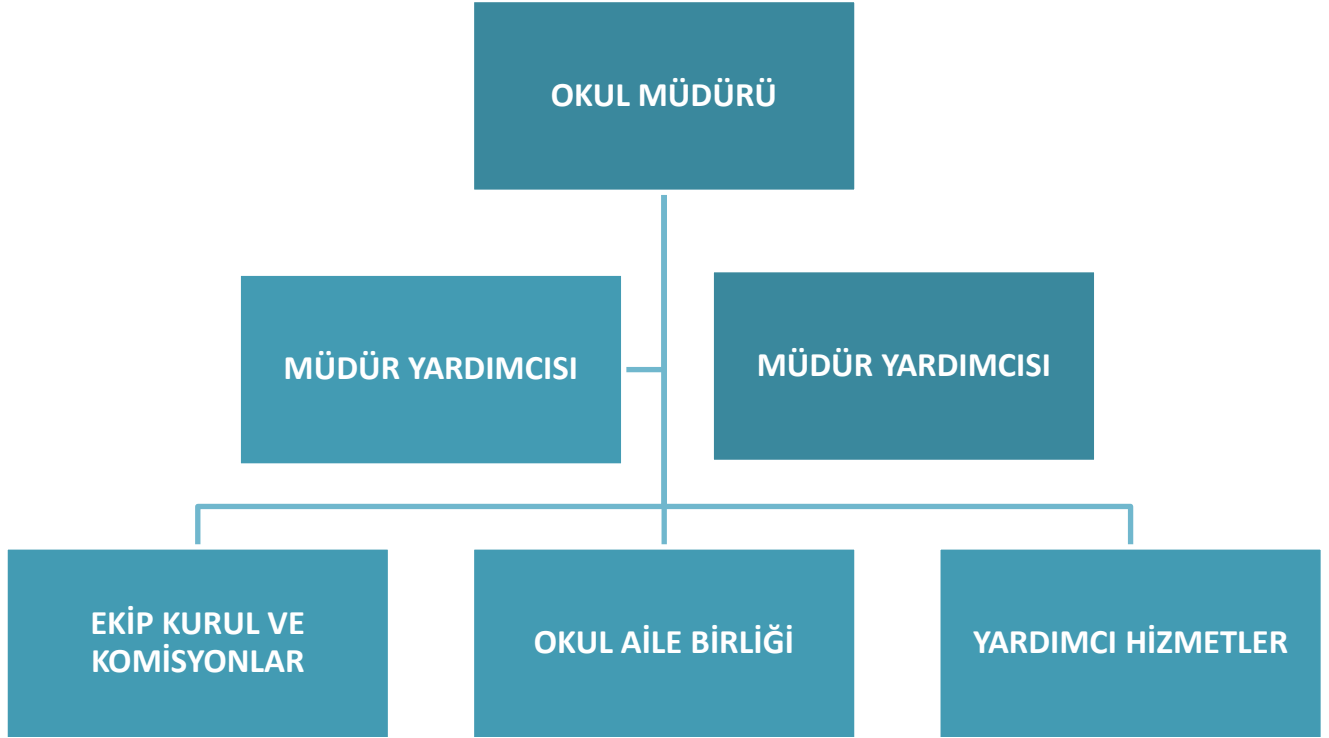 OKUL MÜDÜRÜ
MÜDÜR YARDIMCISI
MÜDÜR YARDIMCISI
EKİP KURUL VE
KOMİSYONLAR
OKUL AİLE BİRLİĞİ
YARDIMCI HİZMETLER